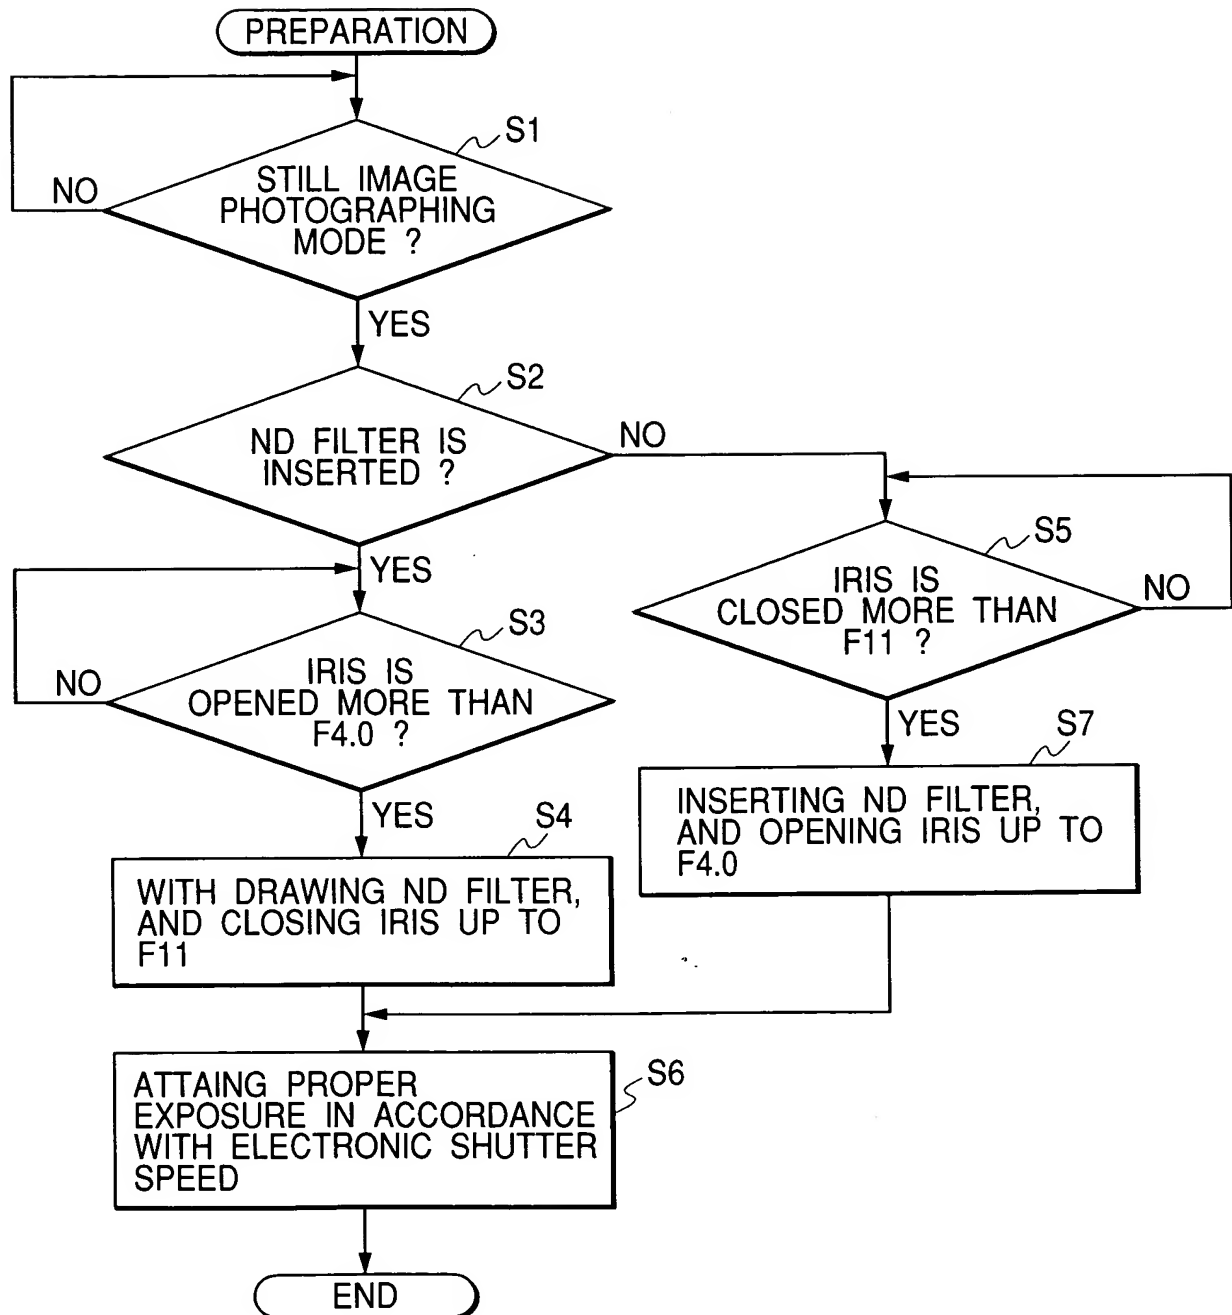 PREPARATION
S1
STILL IMAGE
PHOTOGRAPHING
MODE ?
NO
YES
S2
ND FILTER IS
INSERTED ?
NO
YES
S3
IRIS IS
OPENED MORE THAN
F4.0 ?
NO
YES
S5
IRIS IS
CLOSED MORE THAN
F11 ?
NO
YES
S4
WITH DRAWING ND FILTER,
AND CLOSING IRIS UP TO
F11
S7
INSERTING ND FILTER,
AND OPENING IRIS UP TO
F4.0
S6
ATTAING PROPER
EXPOSURE IN ACCORDANCE
WITH ELECTRONIC SHUTTER
SPEED
END